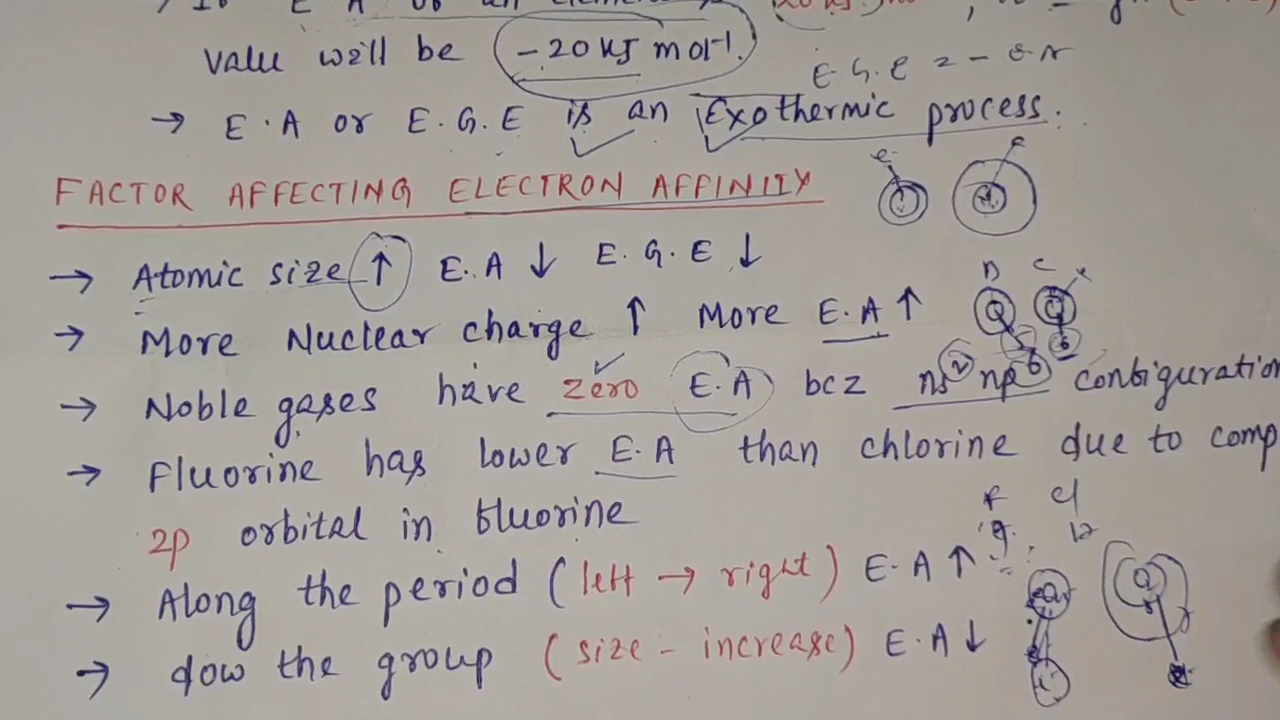 value will be -20 kJ mol-1.
E.G.E = -
→ E.A or E.G.E is an Exothermic process.
FACTOR AFFECTING ELECTRON AFFINITY
→ Atomic size ↑ E.A ↓ E.G.E ↓
→ More Nuclear charge ↑ More E.A ↑
→ Noble gases have zero E.A bcz ns2 np6 configuration
→ Fluorine has lower E.A than chlorine due to comp
2p orbital in fluorine
F Cl
→ Along the period (left → right) E.A ↑
→ dow the group (size - increase) E.A ↓